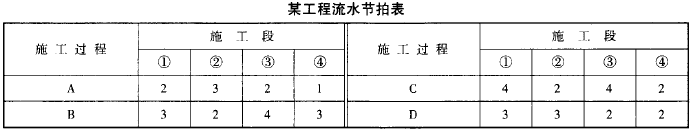 某工程流水节拍表
施工过程 施工段 施工过程 施工段
① ② ③ ④ ① ② ③ ④
A 2 3 2 1 C 4 2 4 2
B 3 2 4 3 D 3 3 2 2